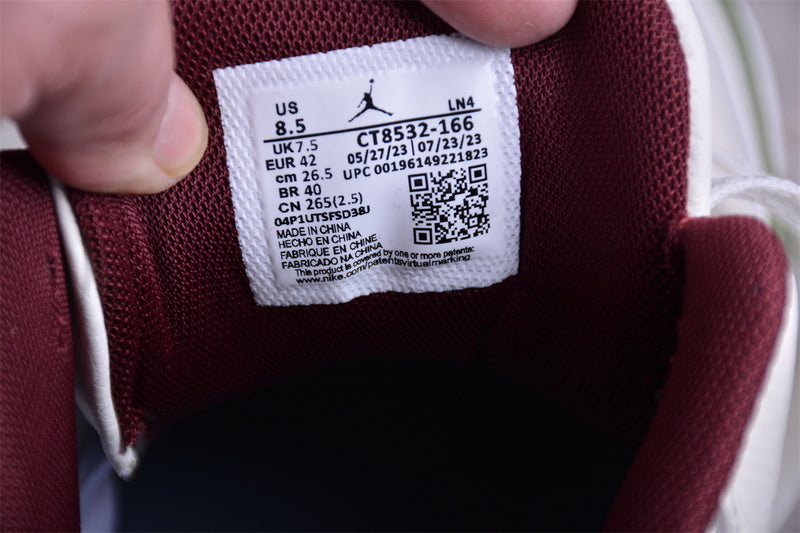 US LN4
8.5 CT8532-166
UK7.5 05/27/23 | 07/23/23
EUR 42 UPC 00196149221823
cm 26.5
BR 40
CN 265(2.5)
04P1UTSFSD38J
MADE IN CHINA
HECHO EN CHINA
FABRIQUE EN CHINE
FABRICADO NA CHINA
This product is covered by one or more patents:
www.nike.com/patentsvirtualmarking